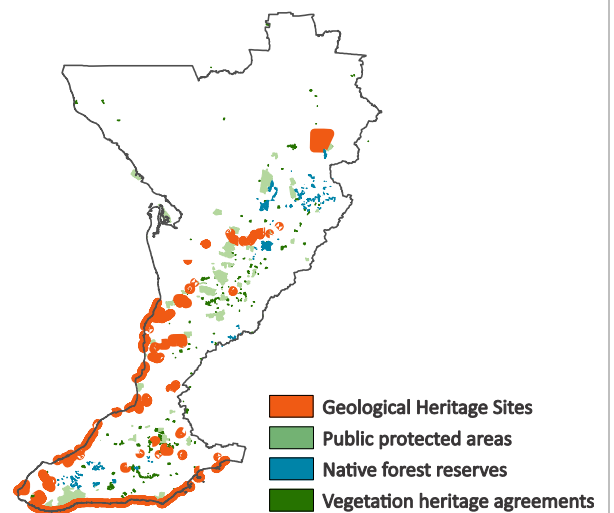 Geological Heritage Sites
Public protected areas
Native forest reserves
Vegetation heritage agreements